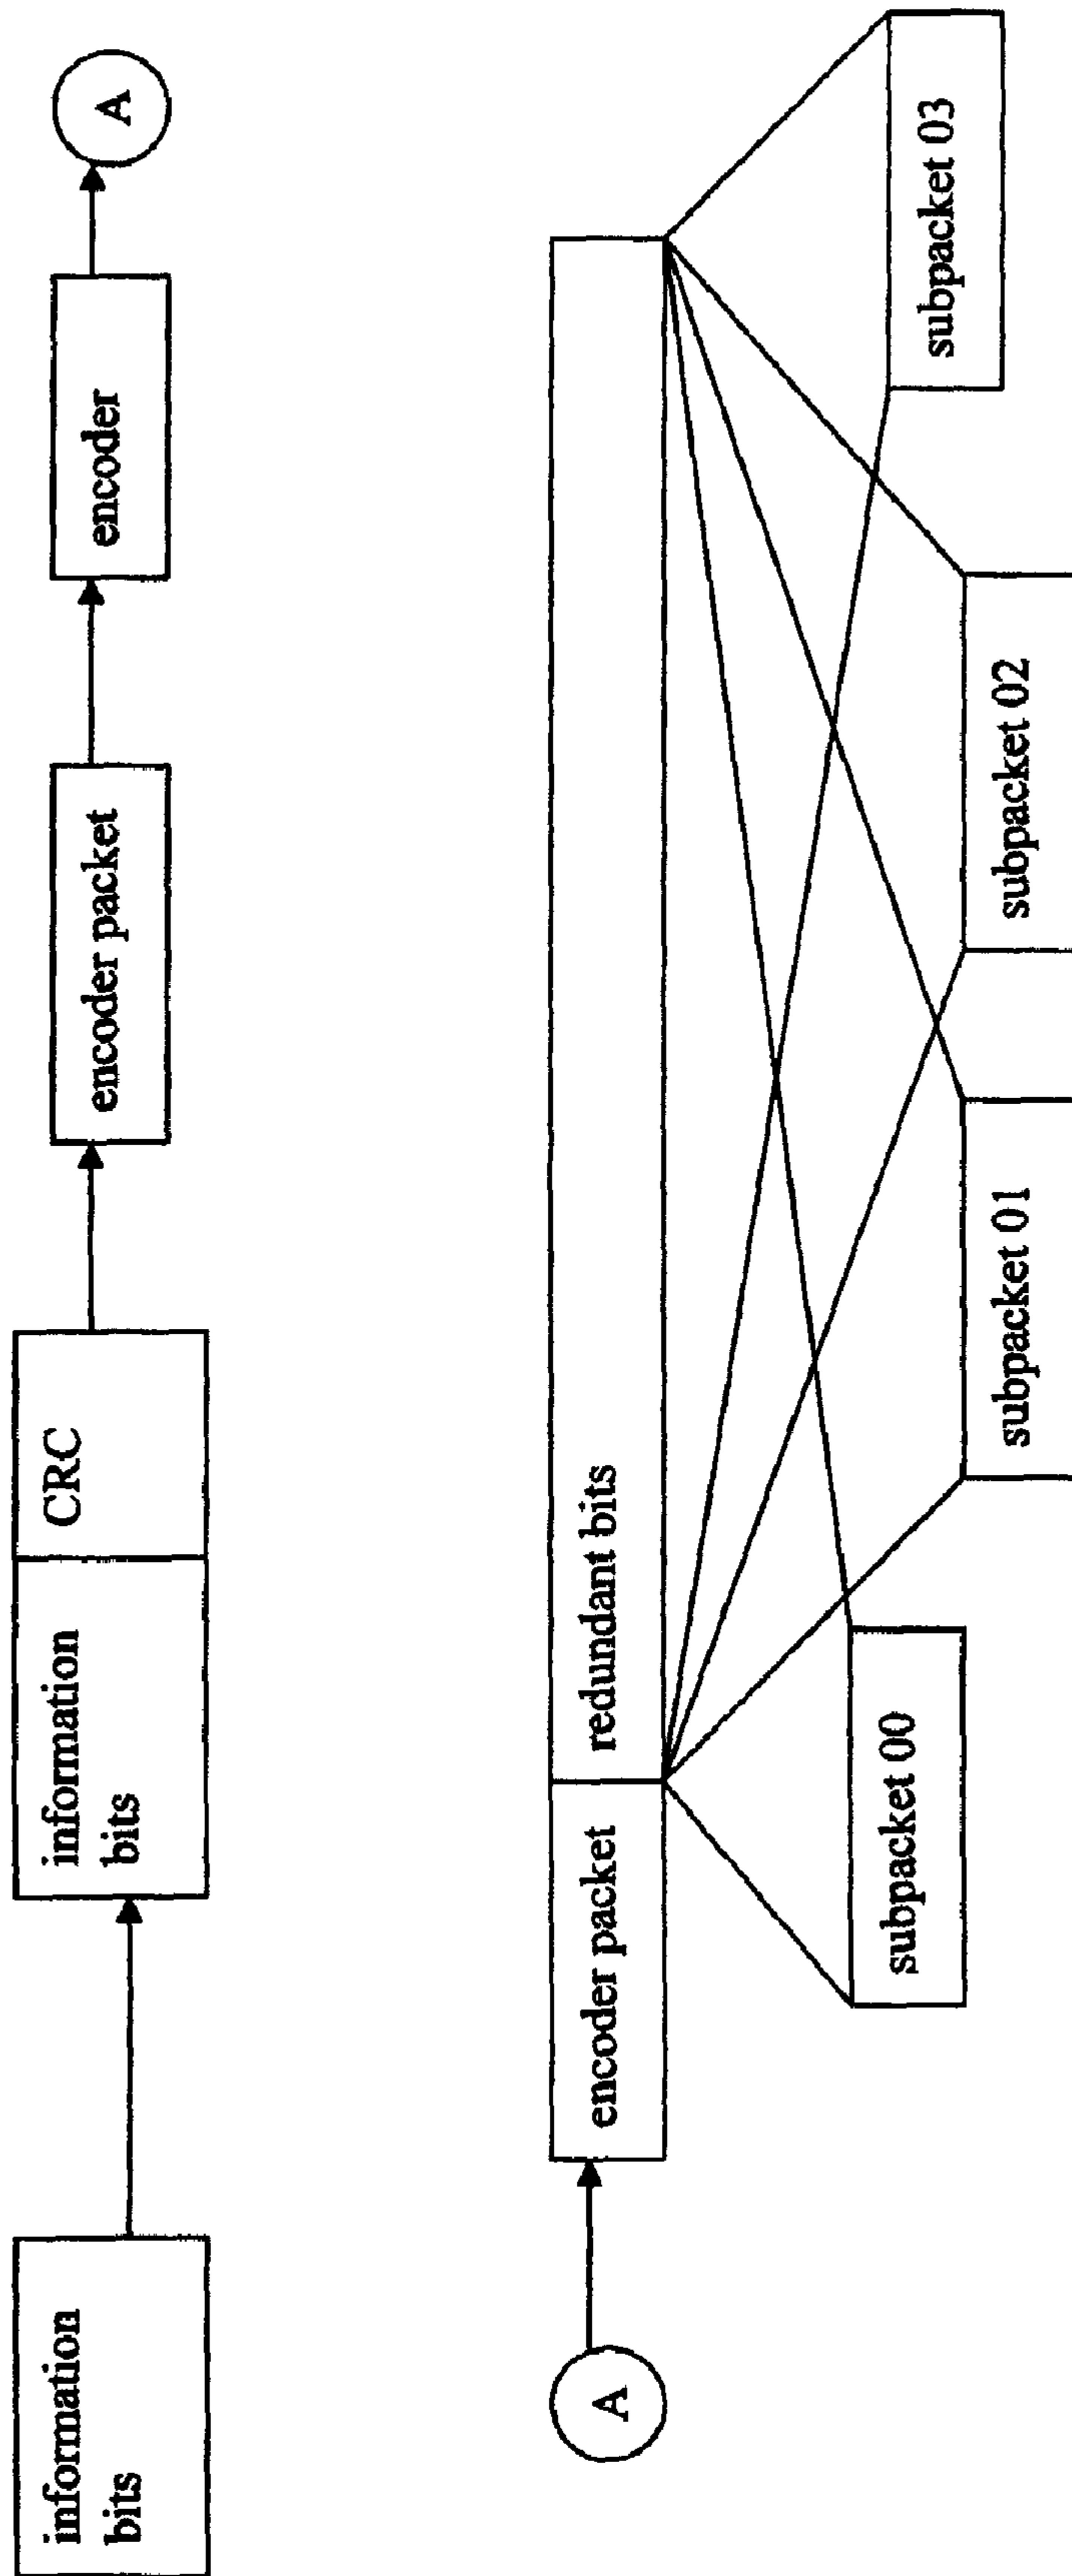 information
bits
information
bits
CRC
encoder packet
encoder
A
A
encoder packet
redundant bits
subpacket 00
subpacket 01
subpacket 02
subpacket 03